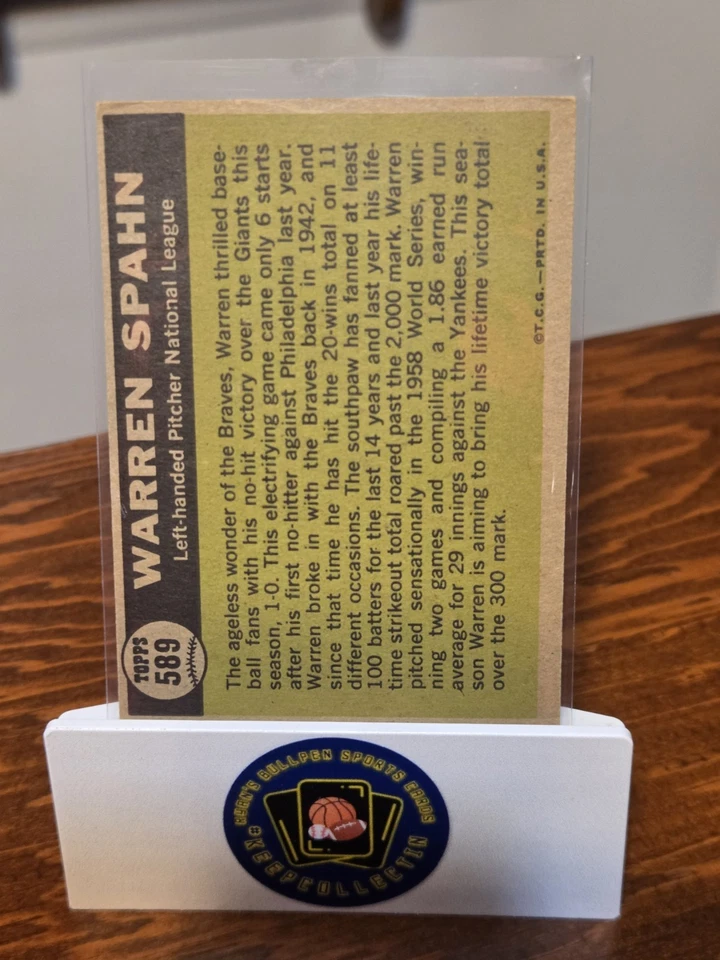 TOPPS
589
WARREN SPAHN
Left-handed Pitcher National League
The ageless wonder of the Braves, Warren thrilled base-
ball fans with his no-hit victory over the Giants this
season, 1-0. This electrifying game came only 6 starts
after his first no-hitter against Philadelphia last year.
Warren broke in with the Braves back in 1942, and
since that time he has hit the 20-wins total on 11
different occasions. The southpaw has fanned at least
100 batters for the last 14 years and last year his life-
time strikeout total roared past the 2,000 mark. Warren
pitched sensationally in the 1958 World Series, win-
ning two games and compiling a 1.86 earned run
average for 29 innings against the Yankees. This sea-
son Warren is aiming to bring his lifetime victory total
over the 300 mark.
©T.C.G.—PRTD. IN U.S.A.
BULLPEN SPORTS CARDS
#KEEPCOLLECTIN